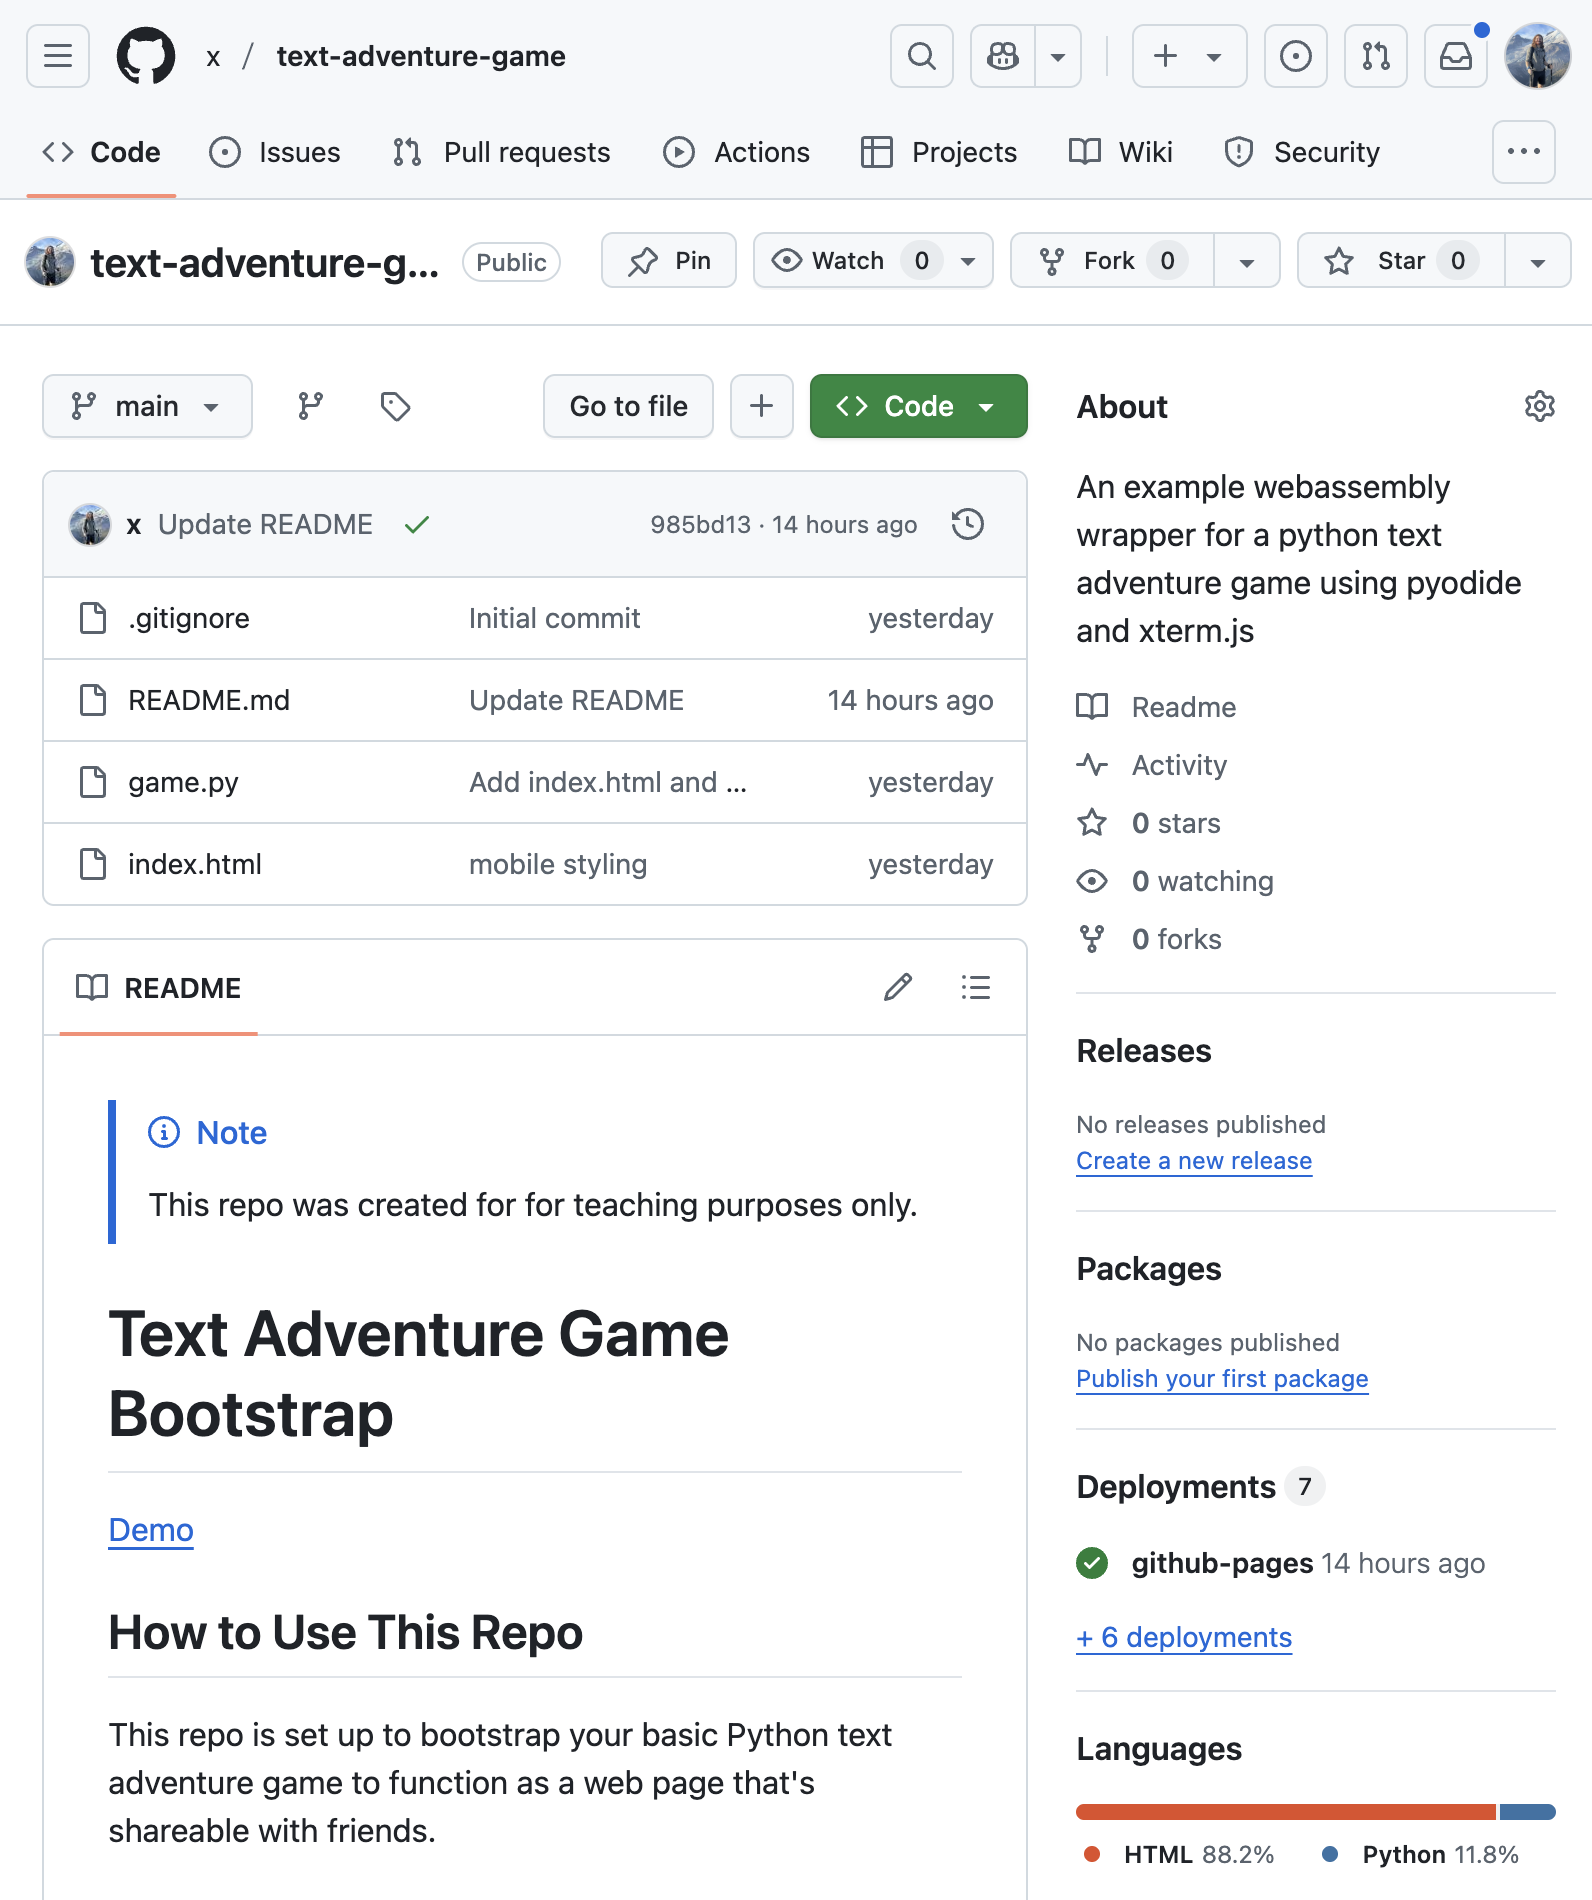 x / text-adventure-game
Code Issues Pull requests Actions Projects Wiki Security
text-adventure-g... Public Pin Watch 0 Fork 0 Star 0
main Go to file Code
x Update README 985bd13 · 14 hours ago
.gitignore Initial commit yesterday
README.md Update README 14 hours ago
game.py Add index.html and ... yesterday
index.html mobile styling yesterday
README
Note
This repo was created for for teaching purposes only.
Text Adventure Game
Bootstrap
Demo
How to Use This Repo
This repo is set up to bootstrap your basic Python text
adventure game to function as a web page that's
shareable with friends.
About
An example webassembly
wrapper for a python text
adventure game using pyodide
and xterm.js
Readme
Activity
0 stars
0 watching
0 forks
Releases
No releases published
Create a new release
Packages
No packages published
Publish your first package
Deployments 7
github-pages 14 hours ago
+ 6 deployments
Languages
HTML 88.2% Python 11.8%